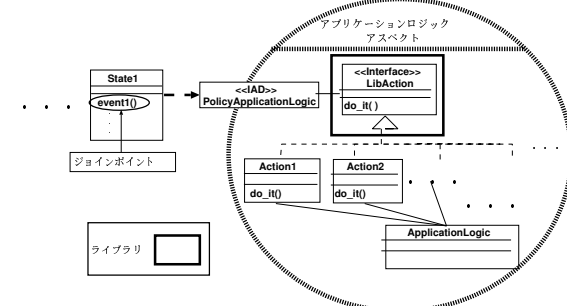 アプリケーションロジック
アスペクト
State1
event1()
<<IAD>>
PolicyApplicationLogic
<<Interface>>
LibAction
do_it( )
ジョインポイント
Action1
do_it()
Action2
do_it()
ApplicationLogic
ライブラリ